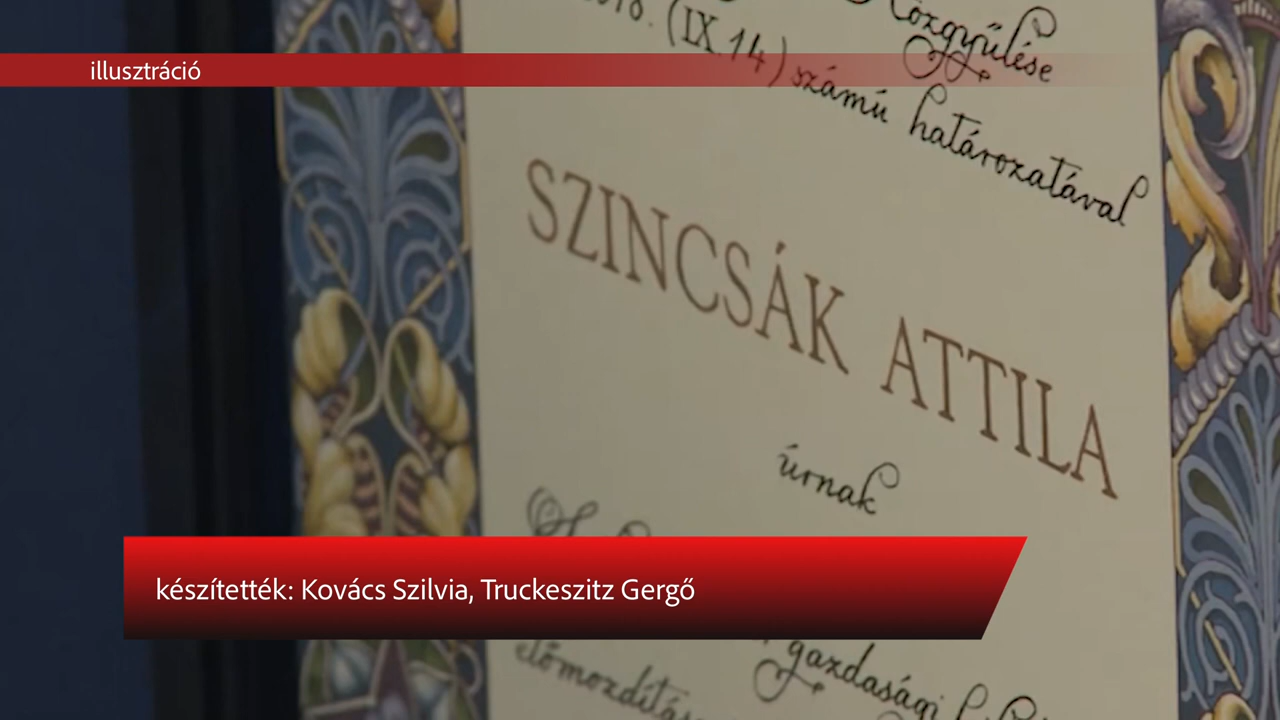 illusztráció
Közgyűlése
(IX.14) számú határozatával
SZINCSÁK ATTILA
úrnak
készítették: Kovács Szilvia, Truckeszitz Gergő
gazdasági